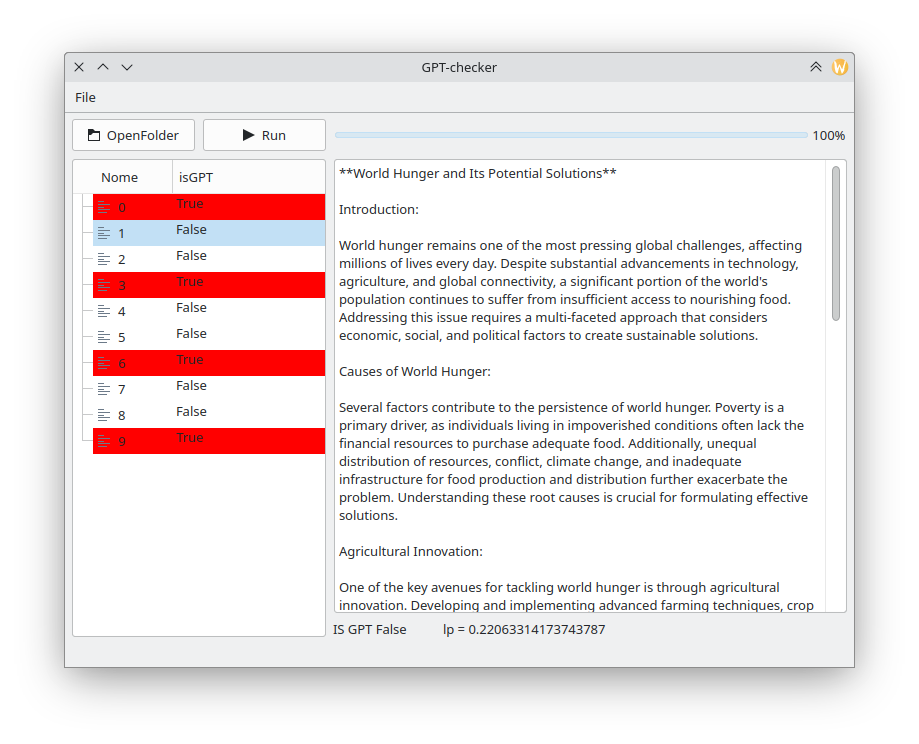 GPT-checker
W
File
OpenFolder
Run
100%
Nome isGPT
0 True
1 False
2 False
3 True
4 False
5 False
6 True
7 False
8 False
9 True
**World Hunger and Its Potential Solutions**
Introduction:
World hunger remains one of the most pressing global challenges, affecting
millions of lives every day. Despite substantial advancements in technology,
agriculture, and global connectivity, a significant portion of the world's
population continues to suffer from insufficient access to nourishing food.
Addressing this issue requires a multi-faceted approach that considers
economic, social, and political factors to create sustainable solutions.
Causes of World Hunger:
Several factors contribute to the persistence of world hunger. Poverty is a
primary driver, as individuals living in impoverished conditions often lack the
financial resources to purchase adequate food. Additionally, unequal
distribution of resources, conflict, climate change, and inadequate
infrastructure for food production and distribution further exacerbate the
problem. Understanding these root causes is crucial for formulating effective
solutions.
Agricultural Innovation:
One of the key avenues for tackling world hunger is through agricultural
innovation. Developing and implementing advanced farming techniques, crop
IS GPT False lp = 0.22063314173743787